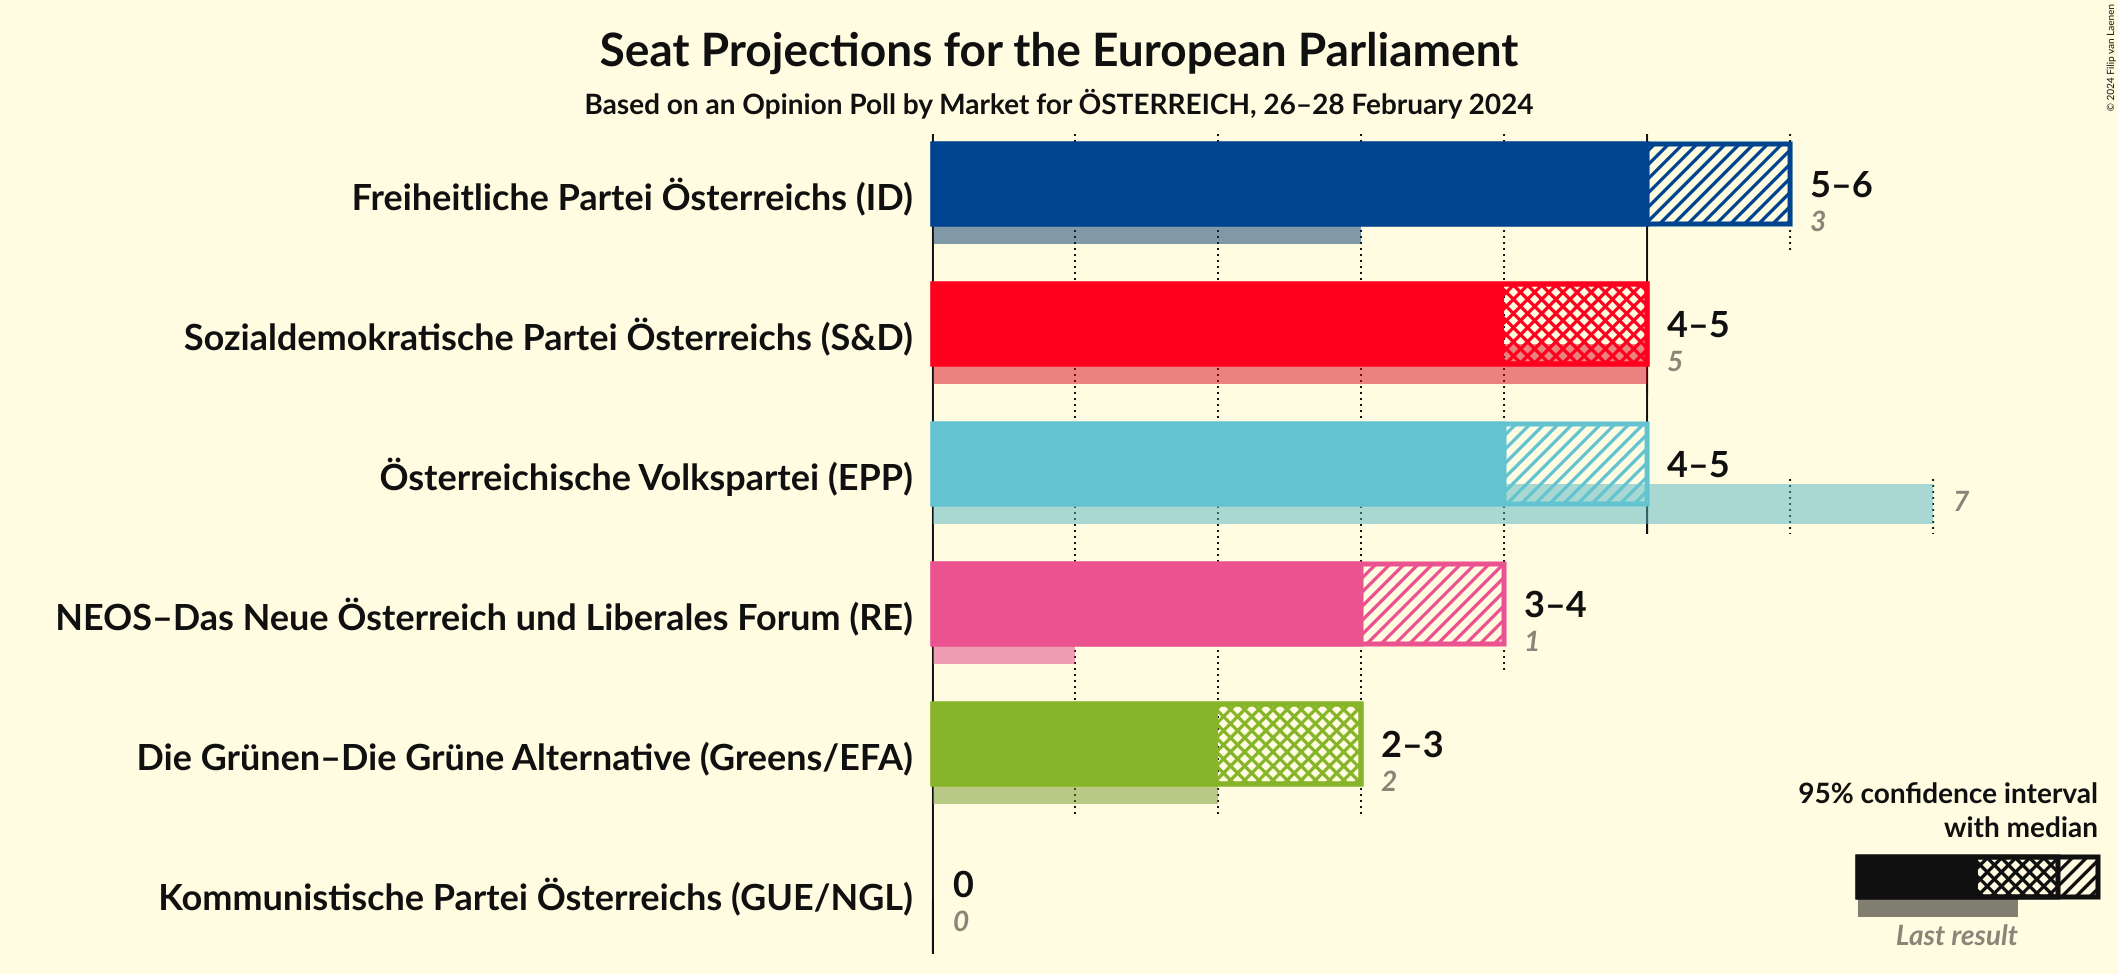 Seat Projections for the European Parliament
Based on an Opinion Poll by Market for ÖSTERREICH, 26–28 February 2024
© 2024 Filip van Laenen
Freiheitliche Partei Österreichs (ID)
5–6
3
Sozialdemokratische Partei Österreichs (S&D)
4–5
5
Österreichische Volkspartei (EPP)
4–5
7
NEOS–Das Neue Österreich und Liberales Forum (RE)
3–4
1
Die Grünen–Die Grüne Alternative (Greens/EFA)
2–3
2
Kommunistische Partei Österreichs (GUE/NGL)
0
0
95% confidence interval
with median
Last result